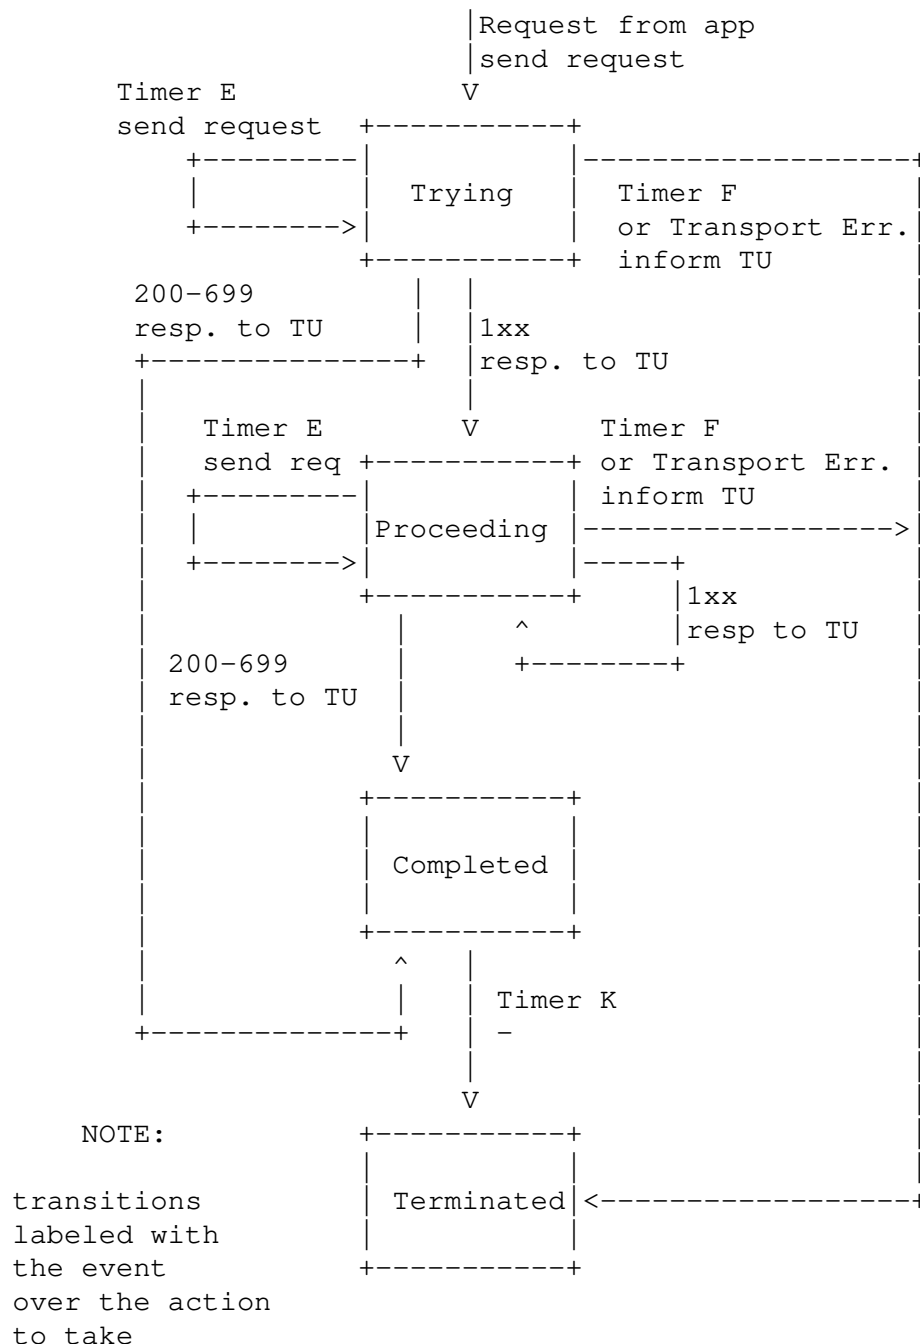 Request from app
send request
Timer E
send request
Trying
Timer F
or Transport Err.
inform TU
200-699
resp. to TU
1xx
resp. to TU
Timer E
send req
Timer F
or Transport Err.
inform TU
Proceeding
1xx
resp to TU
200-699
resp. to TU
Completed
Timer K
-
NOTE:
transitions
labeled with
the event
over the action
to take
Terminated